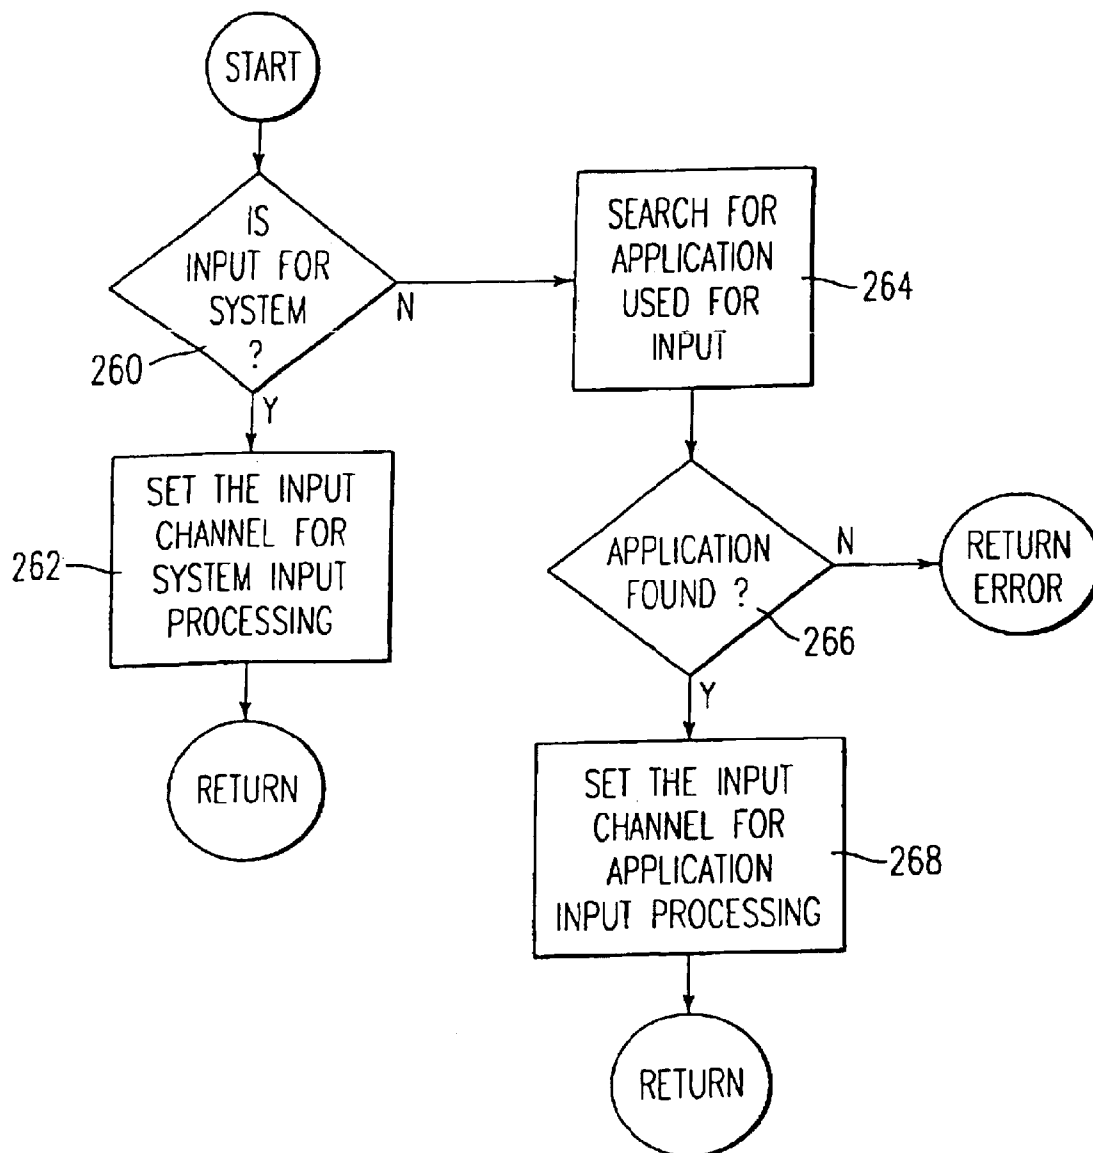 START
IS
INPUT FOR
SYSTEM
?
260
N
Y
SET THE INPUT
CHANNEL FOR
SYSTEM INPUT
PROCESSING
262
RETURN
SEARCH FOR
APPLICATION
USED FOR
INPUT
264
APPLICATION
FOUND ?
266
N
RETURN
ERROR
Y
SET THE INPUT
CHANNEL FOR
APPLICATION
INPUT PROCESSING
268
RETURN